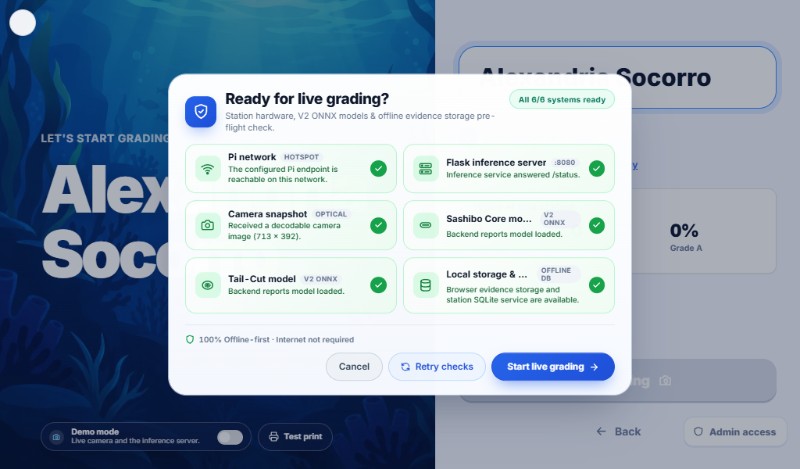 Alexandria Socorro
LET'S START GRADING
Alex
Soco
Ready for live grading?
All 6/6 systems ready
Station hardware, V2 ONNX models & offline evidence storage pre-
flight check.
Pi network HOTSPOT
The configured Pi endpoint is
reachable on this network.
Flask inference server :8080
Inference service answered /status.
Camera snapshot OPTICAL
Received a decodable camera
image (713 × 392).
Sashibo Core mo... V2
ONNX
Backend reports model loaded.
Tail-Cut model V2 ONNX
Backend reports model loaded.
Local storage & ... OFFLINE
DB
Browser evidence storage and
station SQLite service are available.
100% Offline-first · Internet not required
Cancel
Retry checks
Start live grading →
0%
Grade A
ng
Demo mode
Live camera and the inference server.
Test print
← Back
Admin access